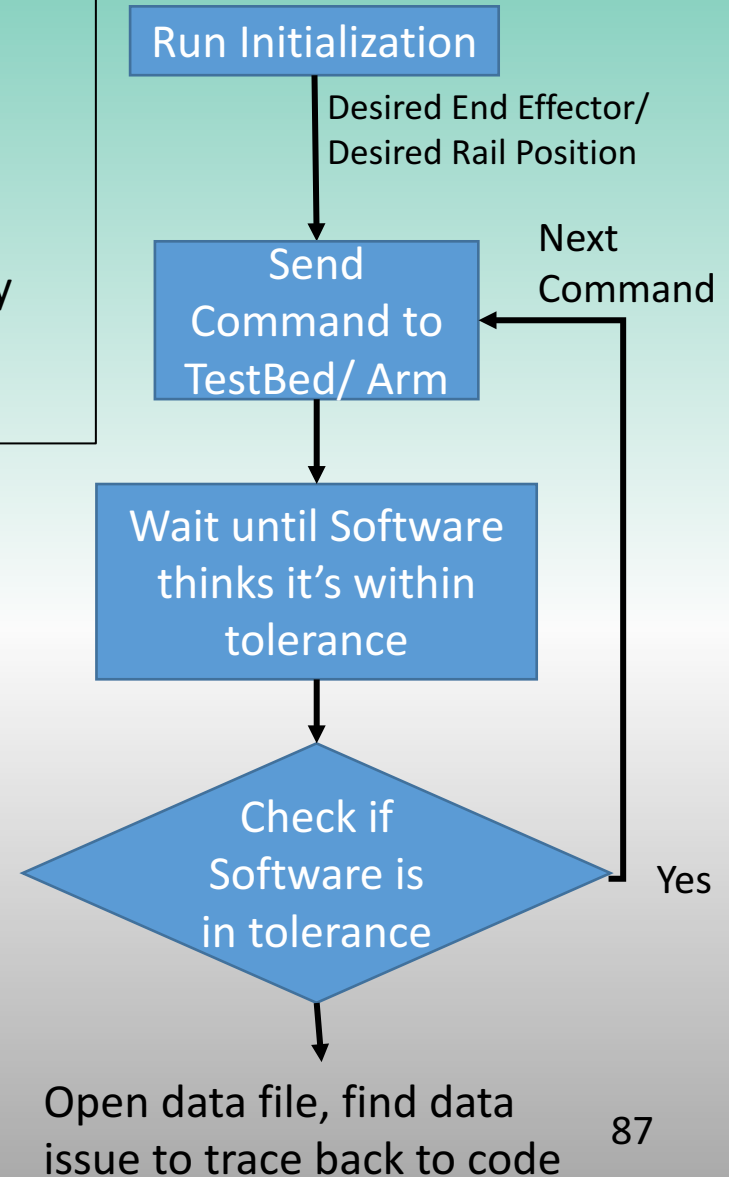 Run Initialization
Desired End Effector/
Desired Rail Position
y
Next
Command
Send
Command to
TestBed/ Arm
Wait until Software
thinks it’s within
tolerance
Check if
Software is
in tolerance
Yes
Open data file, find data
issue to trace back to code
87